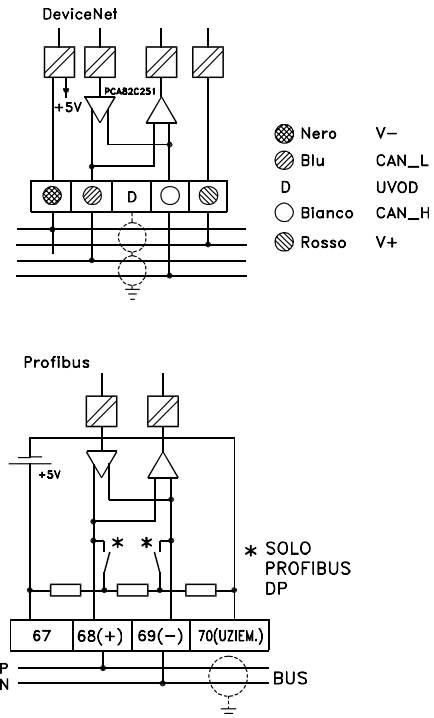 DeviceNet
+5V
PCA82C251
Nero V-
Blu CAN_L
D UVOD
Bianco CAN_H
Rosso V+
D
Profibus
+5V
* *
* SOLO
PROFIBUS
DP
67 68(+) 69(-) 70(UZIEM.)
P
N
BUS